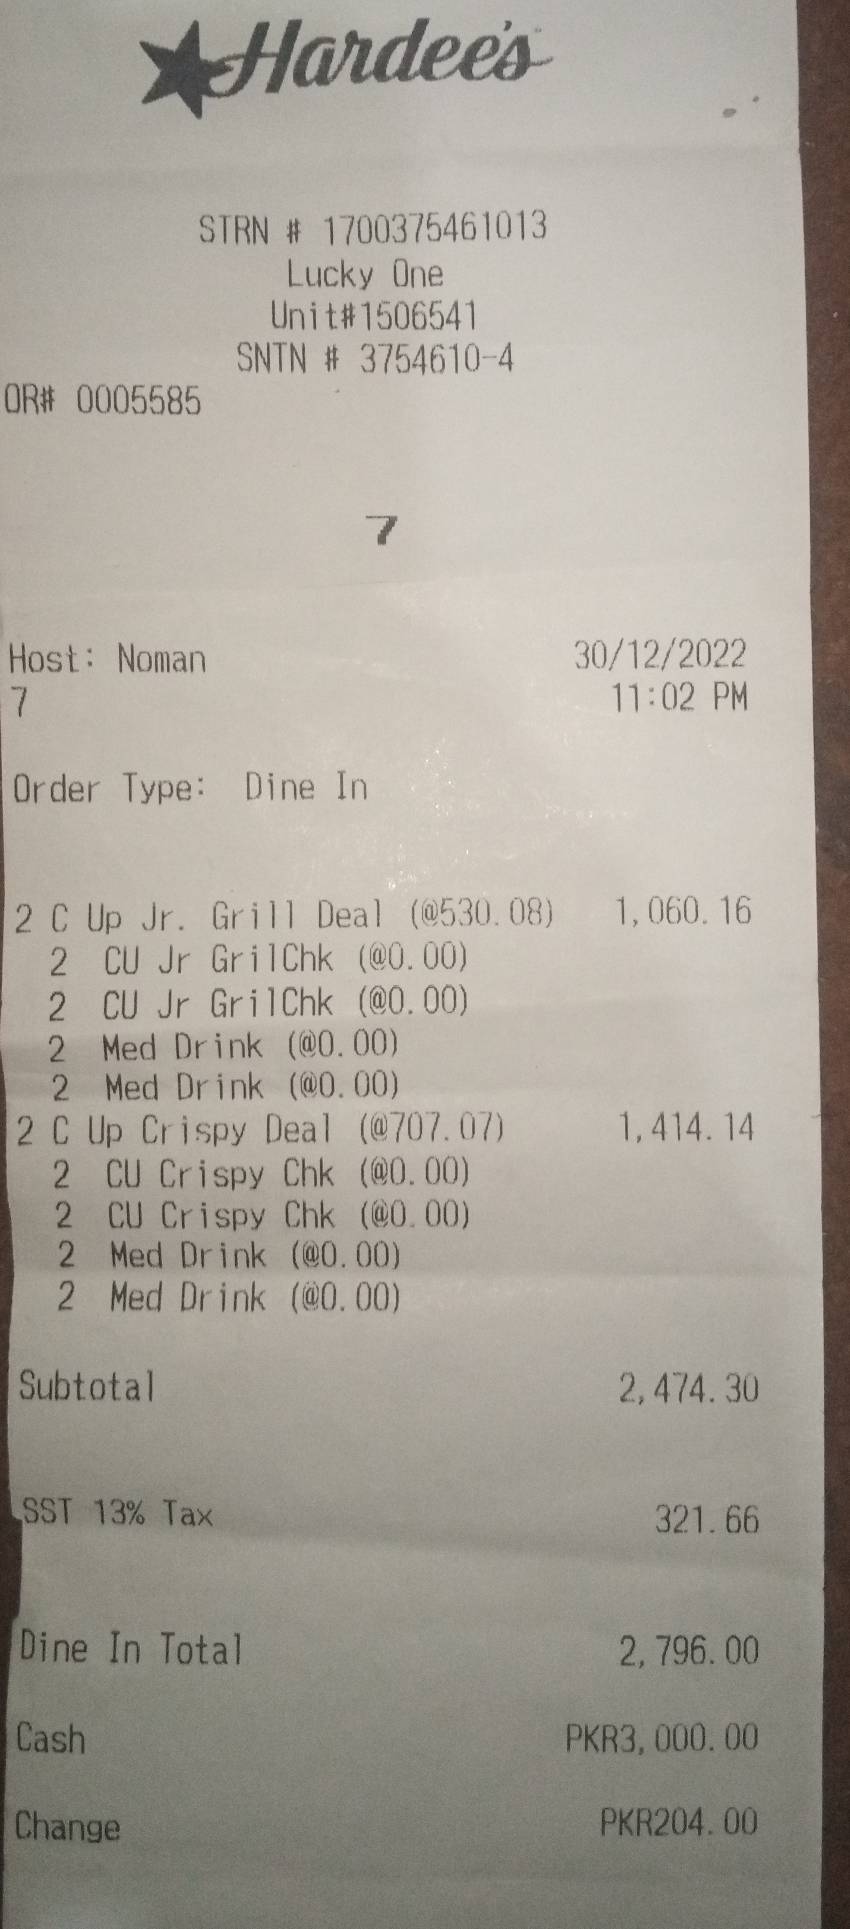 Hardee's
STRN # 1700375461013
Lucky One
Unit#1506541
SNTN # 3754610-4
OR# 0005585
7
Host: Noman 30/12/2022
7 11:02 PM
Order Type: Dine In
2 C Up Jr. Grill Deal (@530.08) 1,060.16
2 CU Jr GrilChk (@0.00)
2 CU Jr GrilChk (@0.00)
2 Med Drink (@0.00)
2 Med Drink (@0.00)
2 C Up Crispy Deal (@707.07) 1,414.14
2 CU Crispy Chk (@0.00)
2 CU Crispy Chk (@0.00)
2 Med Drink (@0.00)
2 Med Drink (@0.00)
Subtotal 2,474.30
SST 13% Tax 321.66
Dine In Total 2,796.00
Cash PKR3,000.00
Change PKR204.00